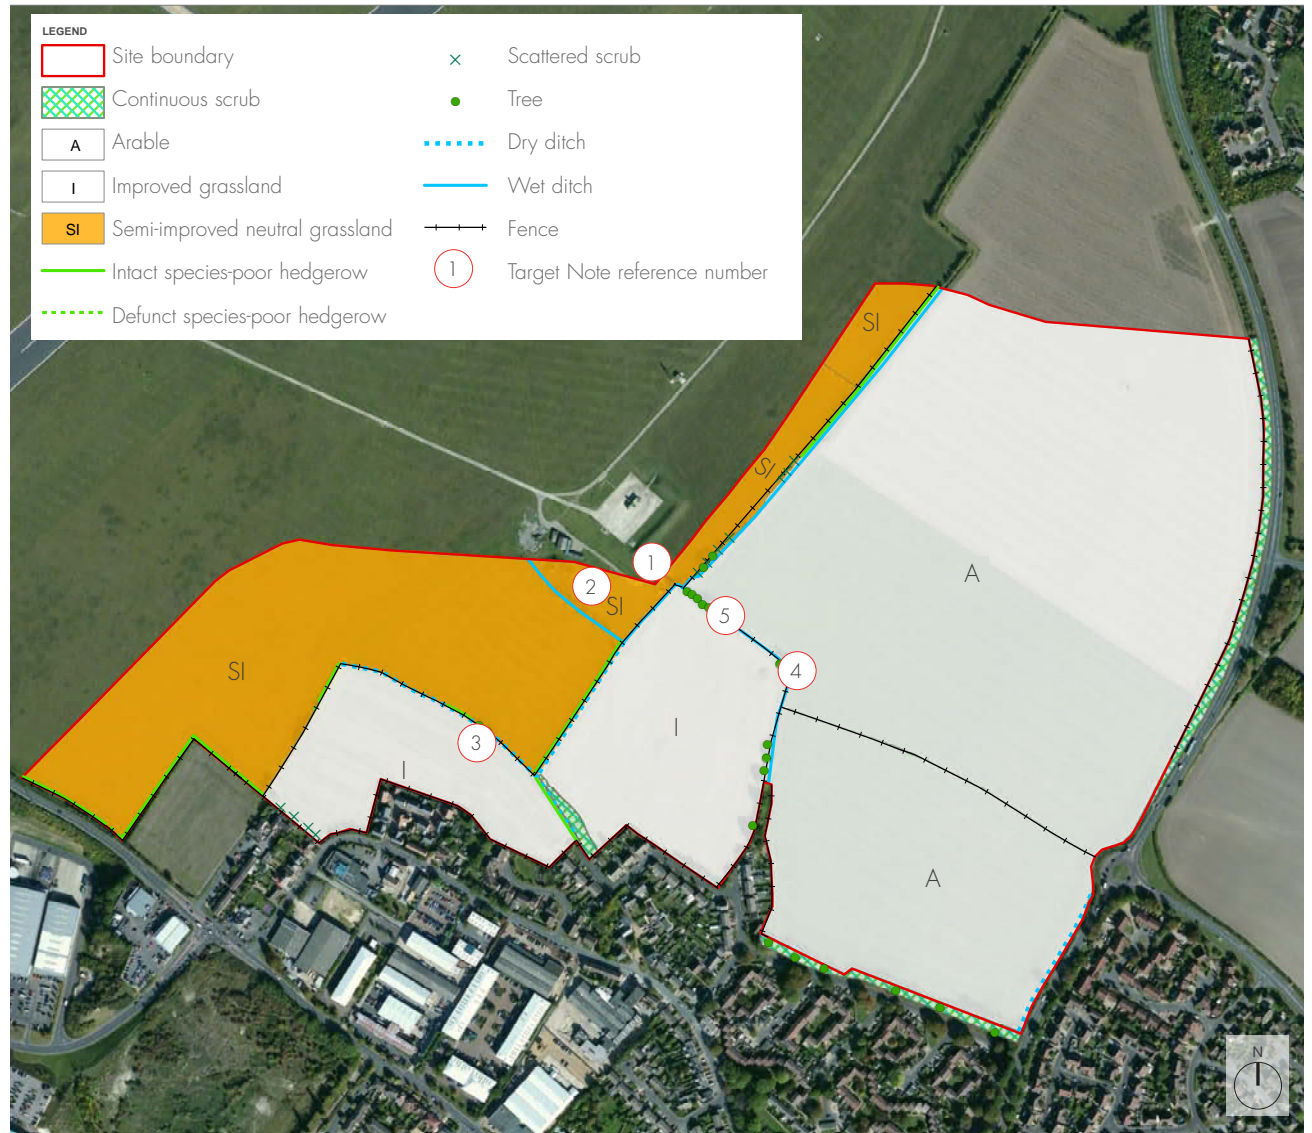 LEGEND
Site boundary
Continuous scrub
A Arable
I Improved grassland
SI Semi-improved neutral grassland
Intact species-poor hedgerow
Defunct species-poor hedgerow
Scattered scrub
Tree
Dry ditch
Wet ditch
Fence
1 Target Note reference number
SI
SI
1
2
SI
5
A
4
SI
I
3
I
A
N